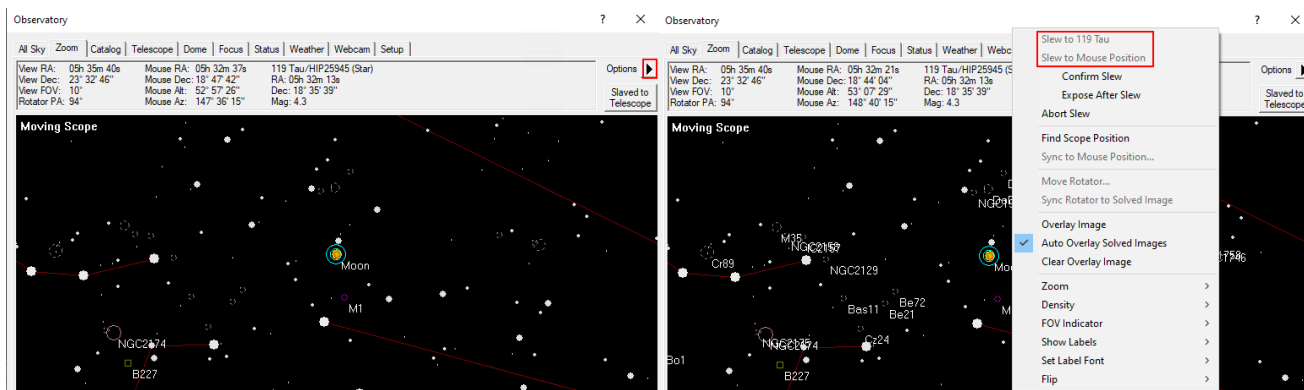 Observatory
? ×
All Sky Zoom Catalog Telescope Dome Focus Status Weather Webcam Setup
View RA: 05h 35m 40s Mouse RA: 05h 32m 37s 119 Tau/HIP25945 (Star)
View Dec: 23° 32' 46" Mouse Dec: 18° 47' 42" RA: 05h 32m 13s
View FOV: 10° Mouse Alt: 52° 57' 26" Dec: 18° 35' 39"
Rotator PA: 94° Mouse Az: 147° 36' 15" Mag: 4.3
Options
Slaved to
Telescope
Moving Scope
Moon
M1
NGC2174
B227
Observatory
? ×
All Sky Zoom Catalog Telescope Dome Focus Status Weather Webc
View RA: 05h 35m 40s Mouse RA: 05h 32m 21s 119 Tau/HIP25945 (S
View Dec: 23° 32' 46" Mouse Dec: 18° 44' 04" RA: 05h 32m 13s
View FOV: 10° Mouse Alt: 53° 07' 29" Dec: 18° 35' 39"
Rotator PA: 94° Mouse Az: 148° 40' 15" Mag: 4.3
Options
Slaved to
Telescope
Moving Scope
M35
NGC2158
Cr89
NGC2129
Moo
Be72
Bas11
Be21
M
Cz24
NGC2174
Bo1
B227
Slew to 119 Tau
Slew to Mouse Position
Confirm Slew
Expose After Slew
Abort Slew
Find Scope Position
Sync to Mouse Position...
Move Rotator...
Sync Rotator to Solved Image
Overlay Image
✓ Auto Overlay Solved Images
Clear Overlay Image
Zoom >
Density >
FOV Indicator >
Show Labels >
Set Label Font >
Flip >